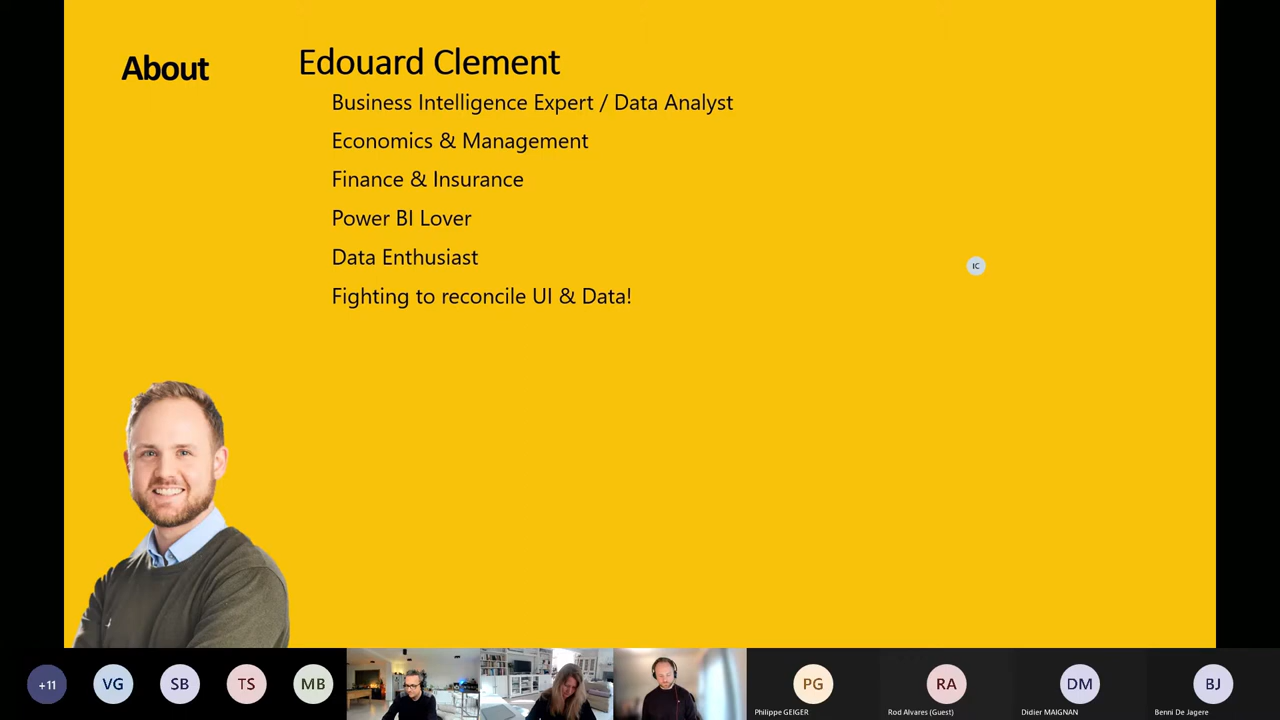 About
Edouard Clement
Business Intelligence Expert / Data Analyst
Economics & Management
Finance & Insurance
Power BI Lover
Data Enthusiast
IC
Fighting to reconcile UI & Data!
+11
VG
SB
TS
MB
PG
RA
DM
BJ
Philippe GEIGER
Rod Alvares (Guest)
Didier MAIGNAN
Benni De Jagere